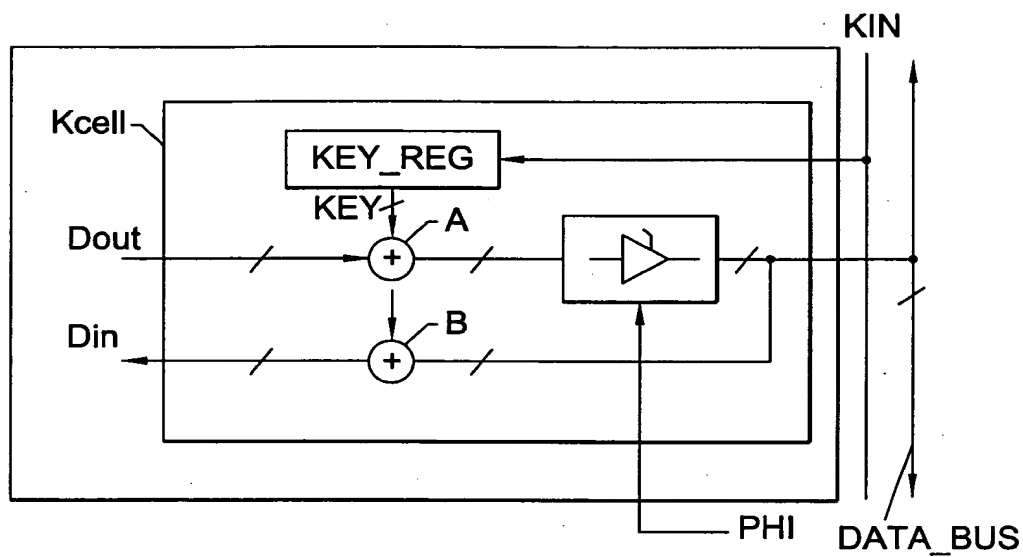 KIN
Kcell
KEY_REG
KEY
A
Dout
+
B
Din
+
PHI
DATA_BUS